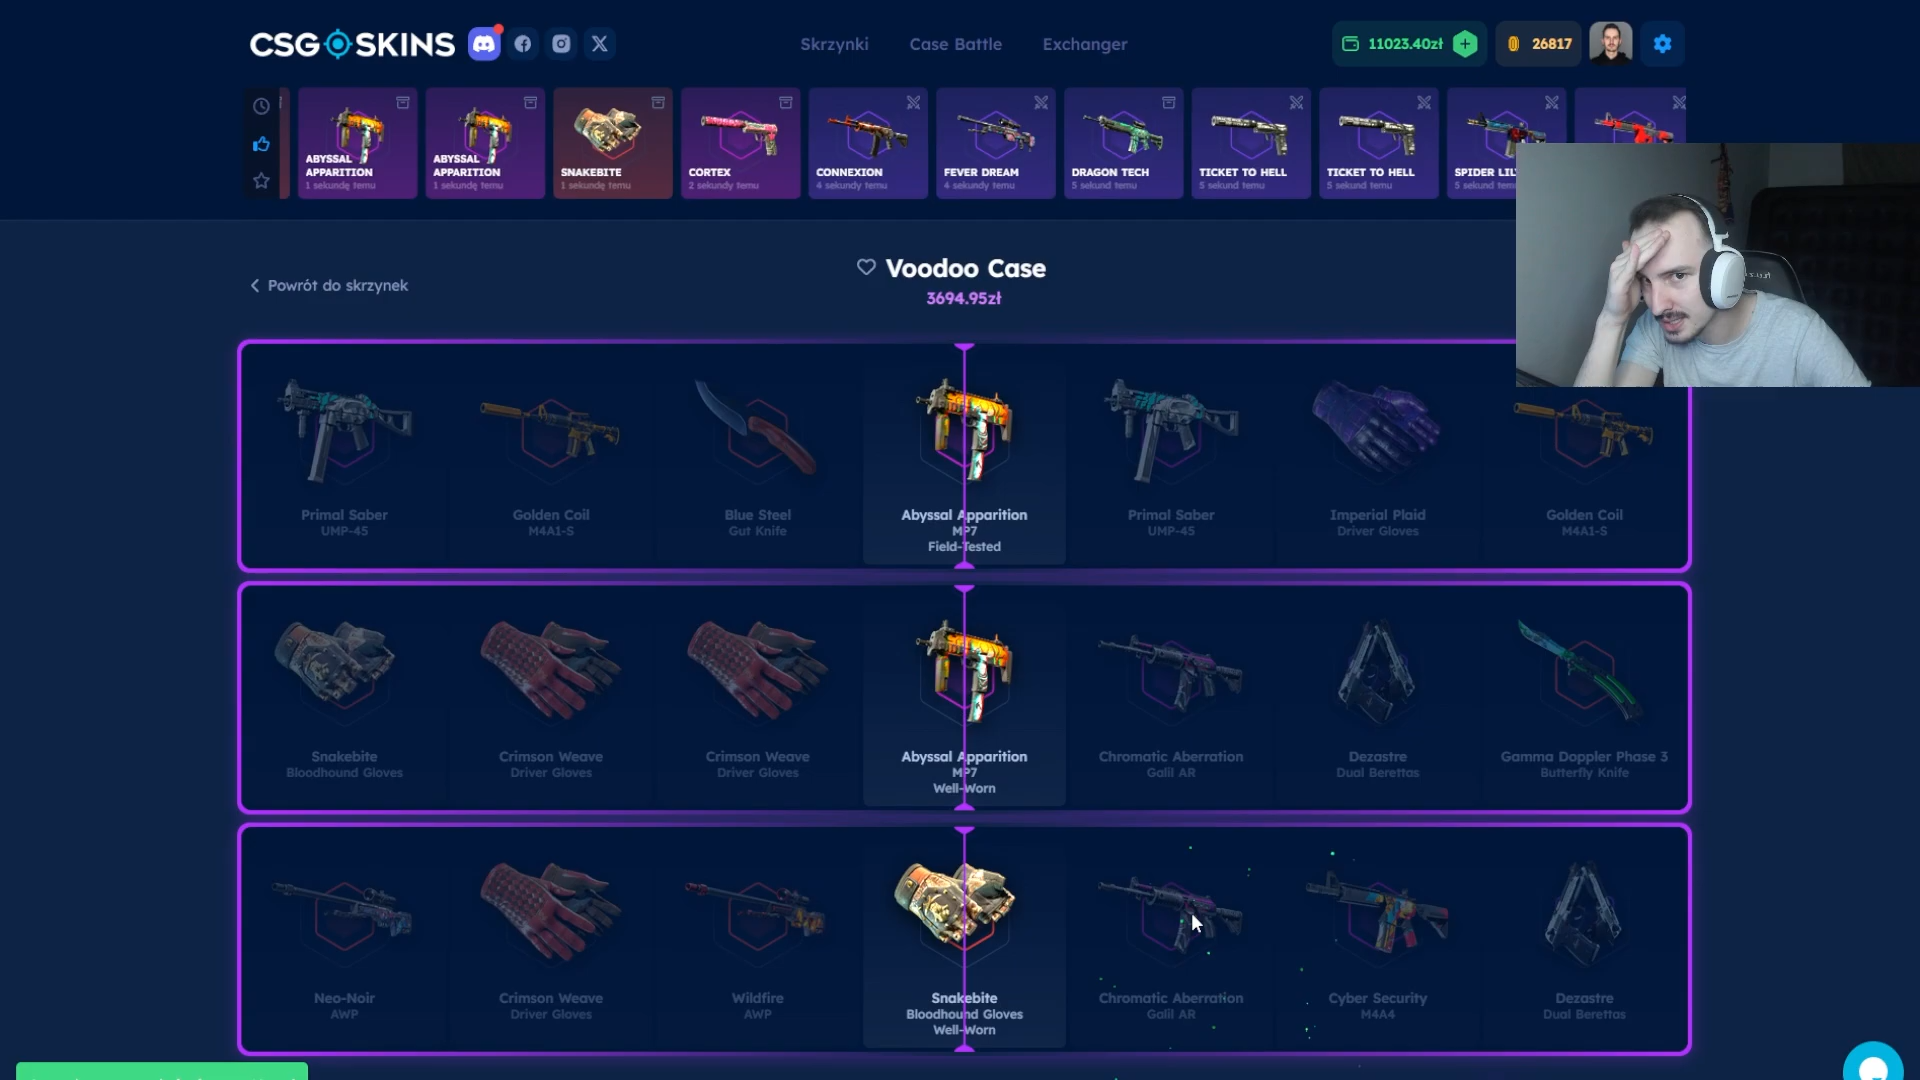 CSG SKINS
Skrzynki
Case Battle
Exchanger
11023.40zł
26817
ABYSSAL
APPARITION
1 sekundę temu
ABYSSAL
APPARITION
1 sekundę temu
SNAKEBITE
1 sekundę temu
CORTEX
2 sekundy temu
CONNEXION
4 sekundy temu
FEVER DREAM
4 sekundy temu
DRAGON TECH
5 sekund temu
TICKET TO HELL
5 sekund temu
TICKET TO HELL
5 sekund temu
SPIDER
5 sekund
Powrót do skrzynek
Voodoo Case
3694.95zł
Primal Saber
UMP-45
Golden Coil
M4A1-S
Blue Steel
Gut Knife
Abyssal Apparition
MP7
Field-Tested
Primal Saber
UMP-45
Imperial Plaid
Driver Gloves
Golden Coil
M4A1-S
Snakebite
Bloodhound Gloves
Crimson Weave
Driver Gloves
Crimson Weave
Driver Gloves
Abyssal Apparition
MP7
Well-Worn
Chromatic Aberration
Galil AR
Dezastre
Dual Berettas
Gamma Doppler Phase 3
Butterfly Knife
Neo-Noir
AWP
Crimson Weave
Driver Gloves
Wildfire
AWP
Snakebite
Bloodhound Gloves
Well-Worn
Chromatic Aberration
Galil AR
Cyber Security
M4A4
Dezastre
Dual Berettas